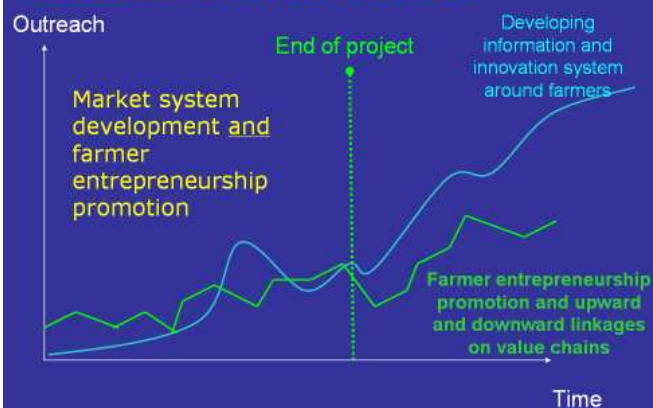 Outreach
End of project
Developing
information and
innovation system
around farmers
Market system
development and
farmer
entrepreneurship
promotion
Farmer entrepreneurship
promotion and upward
and downward linkages
on value chains
Time